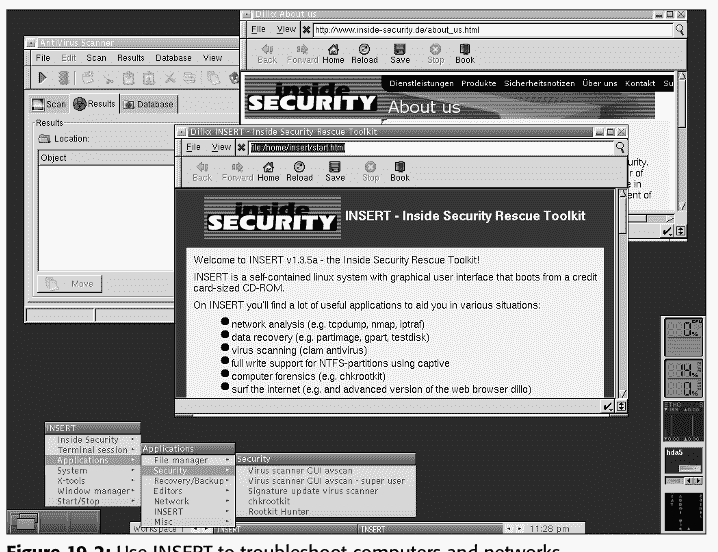 Dillo: About us
File View http://www.inside-security.de/about_us.html
Back Forward Home Reload Save Stop Book
inside SECURITY
Dienstleistungen Produkte Sicherheitsnotizen Über uns Kontakt Su
About us
urity.
r of
e in
ent of
AntiVirus Scanner
File Edit Scan Results Database View
Scan Results Database
Results
Location:
Object
Move
Dillo: INSERT - Inside Security Rescue Toolkit
File View file:/home/insert/start.html
Back Forward Home Reload Save Stop Book
inside SECURITY INSERT - Inside Security Rescue Toolkit
Welcome to INSERT v1.3.5a - the Inside Security Rescue Toolkit!
INSERT is a self-contained linux system with graphical user interface that boots from a credit
card-sized CD-ROM.
On INSERT you'll find a lot of useful applications to aid you in various situations:
network analysis (e.g. tcpdump, nmap, iptraf)
data recovery (e.g. partimage, gpart, testdisk)
virus scanning (clam antivirus)
full write support for NTFS-partitions using captive
computer forensics (e.g. chkrootkit)
surf the internet (e.g. and advanced version of the web browser dillo)
hda5
INSERT
Inside Security
Terminal session
Applications
System
X-tools
Window manager
Start/Stop
Applications
File manager
Security
Recovery/Backup
Editors
Network
INSERT
Misc
Security
Virus scanner GUI avscan
Virus scanner GUI avscan - super user
Signature update virus scanner
chkrootkit
Rootkit Hunter
Workspace 1 INSERT INSERT 11:28 pm
Figure 19-2: Use INSERT to troubleshoot computers and networks